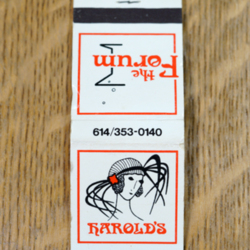 the
Forum
614/353-0140
HAROLD'S